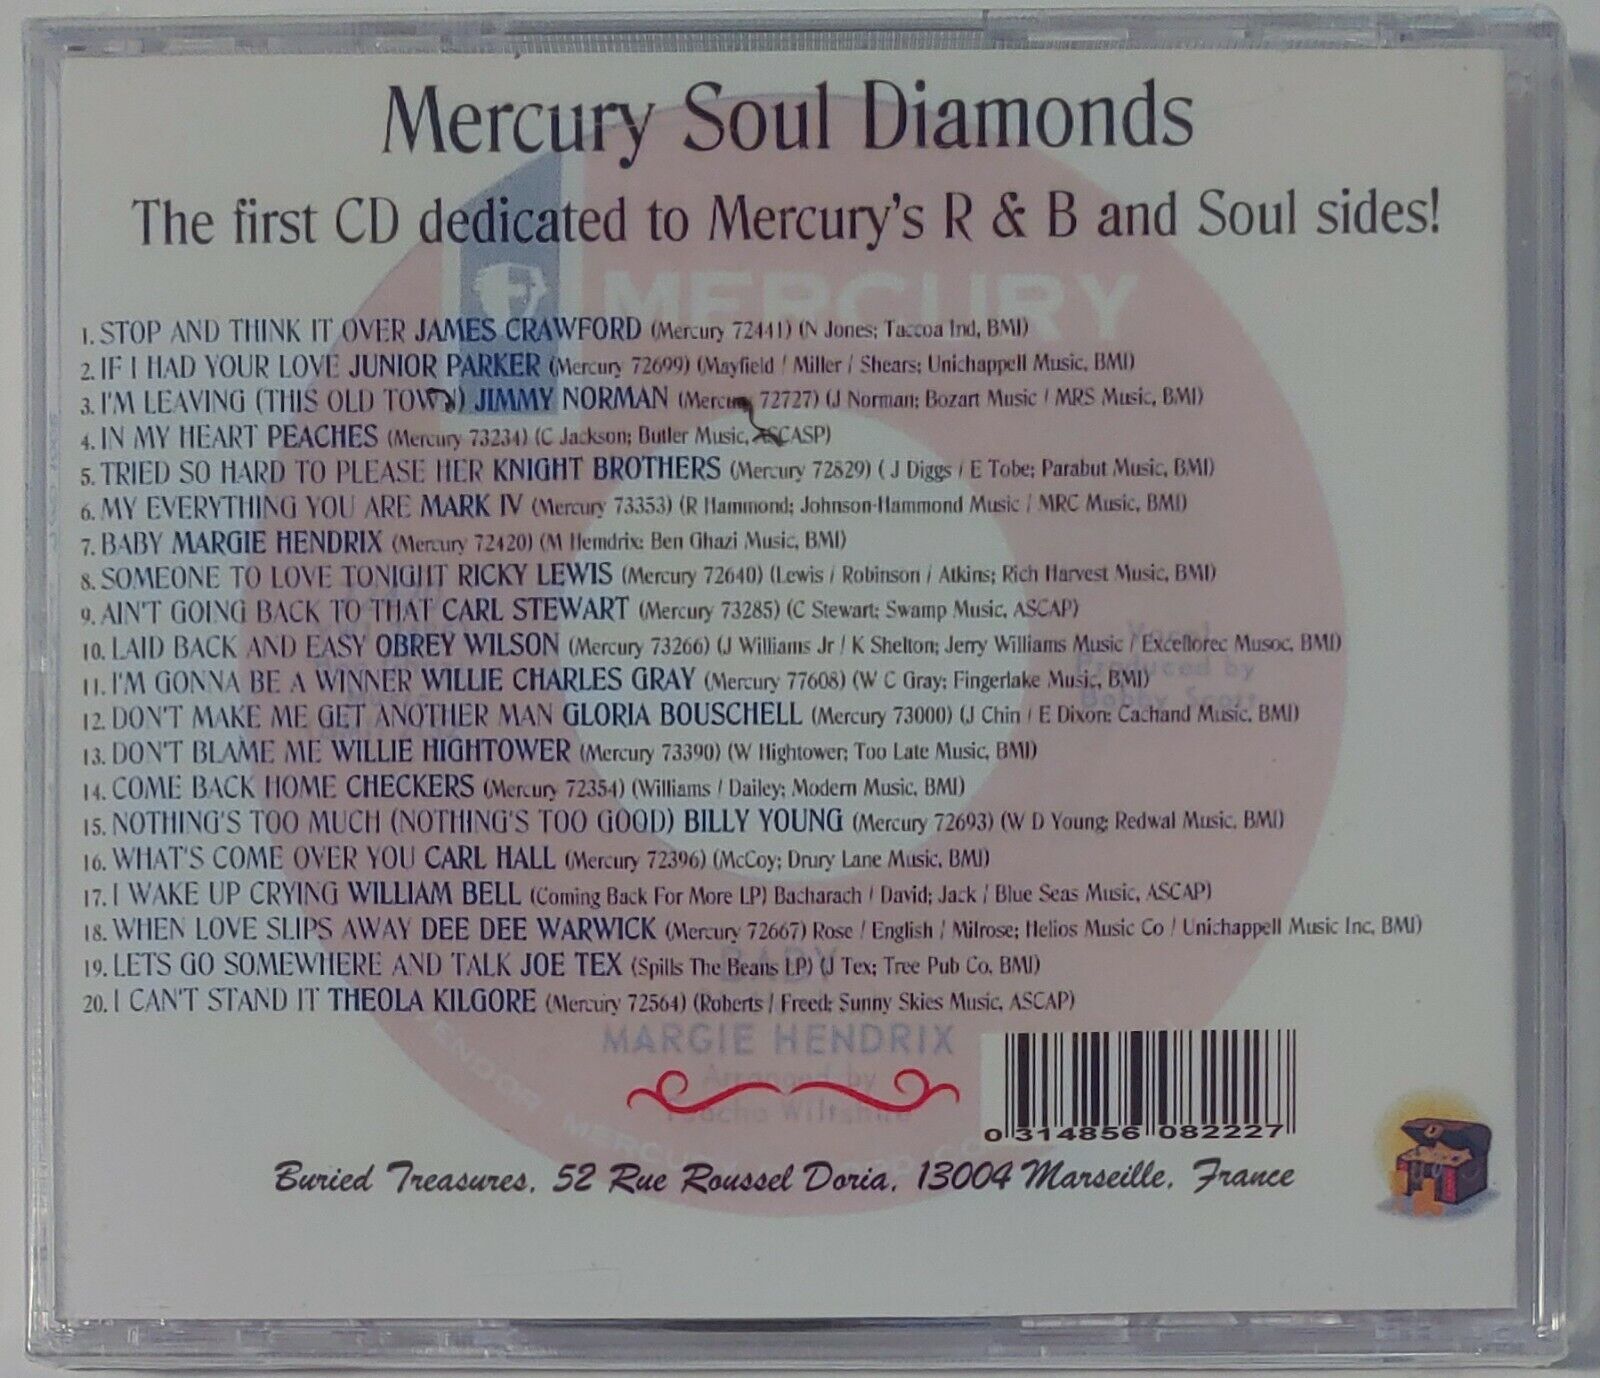 Mercury Soul Diamonds
The first CD dedicated to Mercury's R & B and Soul sides!
MERCURY
1. STOP AND THINK IT OVER JAMES CRAWFORD (Mercury 72441) (N Jones; Taccoa Ind, BMI)
2. IF I HAD YOUR LOVE JUNIOR PARKER (Mercury 72699) (Mayfield / Miller / Shears; Unichappell Music, BMI)
3. I'M LEAVING (THIS OLD TOWN) JIMMY NORMAN (Mercury 72727) (J Norman; Bozart Music / MRS Music, BMI)
4. IN MY HEART PEACHES (Mercury 73234) (C Jackson; Butler Music, ASCASP)
5. TRIED SO HARD TO PLEASE HER KNIGHT BROTHERS (Mercury 72829) ( J Diggs / E Tobe; Parabut Music, BMI)
6. MY EVERYTHING YOU ARE MARK IV (Mercury 73353) (R Hammond; Johnson-Hammond Music / MRC Music, BMI)
7. BABY MARGIE HENDRIX (Mercury 72420) (M Hemdrix: Ben Ghazi Music, BMI)
8. SOMEONE TO LOVE TONIGHT RICKY LEWIS (Mercury 72640) (Lewis / Robinson / Atkins; Rich Harvest Music, BMI)
9. AIN'T GOING BACK TO THAT CARL STEWART (Mercury 73285) (C Stewart; Swamp Music, ASCAP)
10. LAID BACK AND EASY OBREY WILSON (Mercury 73266) (J Williams Jr / K Shelton; Jerry Williams Music / Excellorec Musoc, BMI)
Vocal
Produced by
11. I'M GONNA BE A WINNER WILLIE CHARLES GRAY (Mercury 77608) (W C Gray; Fingerlake Music, BMI)
Bobby Scott
12. DON'T MAKE ME GET ANOTHER MAN GLORIA BOUSCHELL (Mercury 73000) (J Chin / E Dixon: Cachand Music, BMI)
13. DON'T BLAME ME WILLIE HIGHTOWER (Mercury 73390) (W Hightower; Too Late Music, BMI)
14. COME BACK HOME CHECKERS (Mercury 72354) (Williams / Dailey; Modern Music, BMI)
15. NOTHING'S TOO MUCH (NOTHING'S TOO GOOD) BILLY YOUNG (Mercury 72693) (W D Young; Redwal Music, BMI)
16. WHAT'S COME OVER YOU CARL HALL (Mercury 72396) (McCoy; Drury Lane Music, BMI)
17. I WAKE UP CRYING WILLIAM BELL (Coming Back For More LP) Bacharach / David; Jack / Blue Seas Music, ASCAP)
18. WHEN LOVE SLIPS AWAY DEE DEE WARWICK (Mercury 72667) Rose / English / Milrose; Helios Music Co / Unichappell Music Inc, BMI)
BABY
19. LETS GO SOMEWHERE AND TALK JOE TEX (Spills The Beans LP) (J Tex; Tree Pub Co, BMI)
20. I CAN'T STAND IT THEOLA KILGORE (Mercury 72564) (Roberts / Freed; Sunny Skies Music, ASCAP)
MARGIE HENDRIX
Arranged by
0 314856 082227
Buried Treasures, 52 Rue Roussel Doria, 13004 Marseille, France